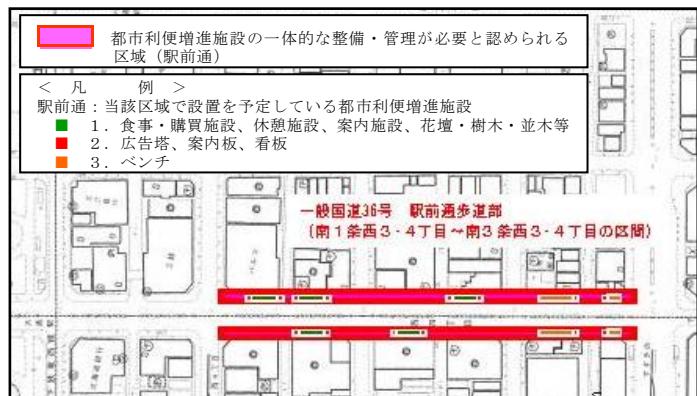 都市利便増進施設の一体的な整備・管理が必要と認められる
区域（駅前通）
＜ 凡 例 ＞
駅前通：当該区域で設置を予定している都市利便増進施設
１．食事・購買施設、休憩施設、案内施設、花壇・樹木・並木等
２．広告塔、案内板、看板
３．ベンチ
一般国道36号 駅前通歩道部
（南１条西３・４丁目～南３条西３・４丁目の区間）